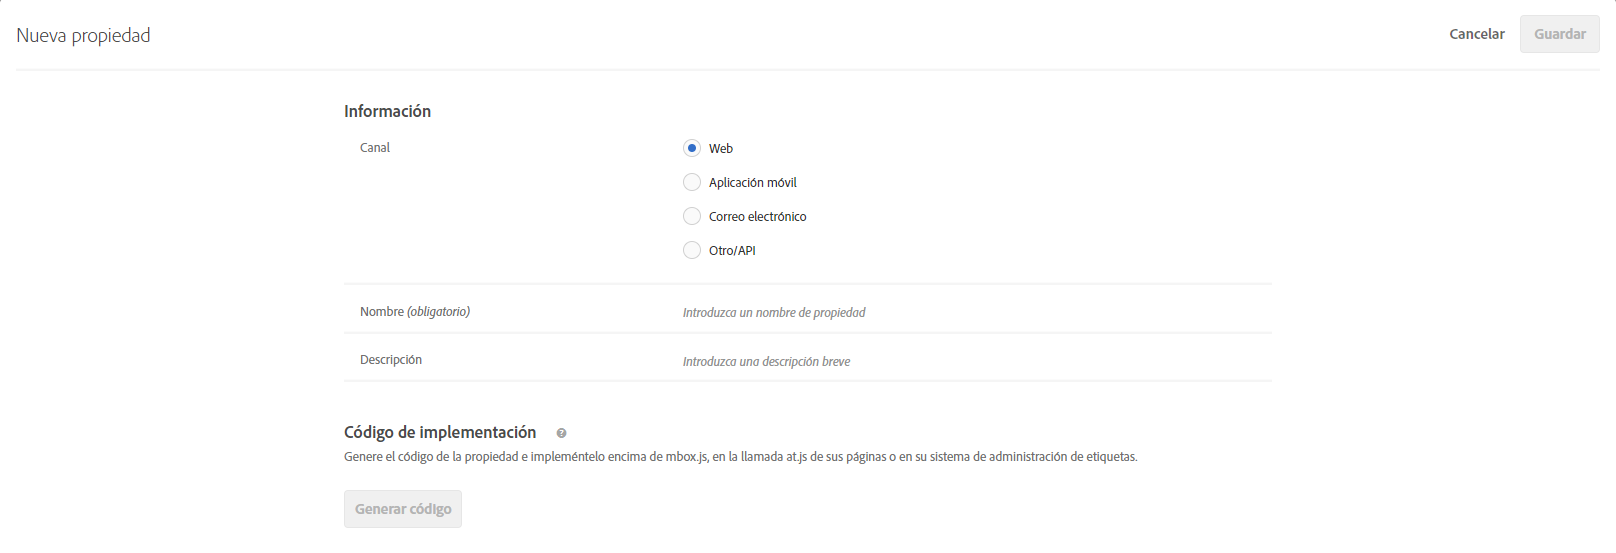 Nueva propiedad
Cancelar
Guardar
Información
Canal
Web
Aplicación móvil
Correo electrónico
Otro/API
Nombre (obligatorio)
Introduzca un nombre de propiedad
Descripción
Introduzca una descripción breve
Código de implementación ?
Genere el código de la propiedad e impleméntelo encima de mbox.js, en la llamada at.js de sus páginas o en su sistema de administración de etiquetas.
Generar código